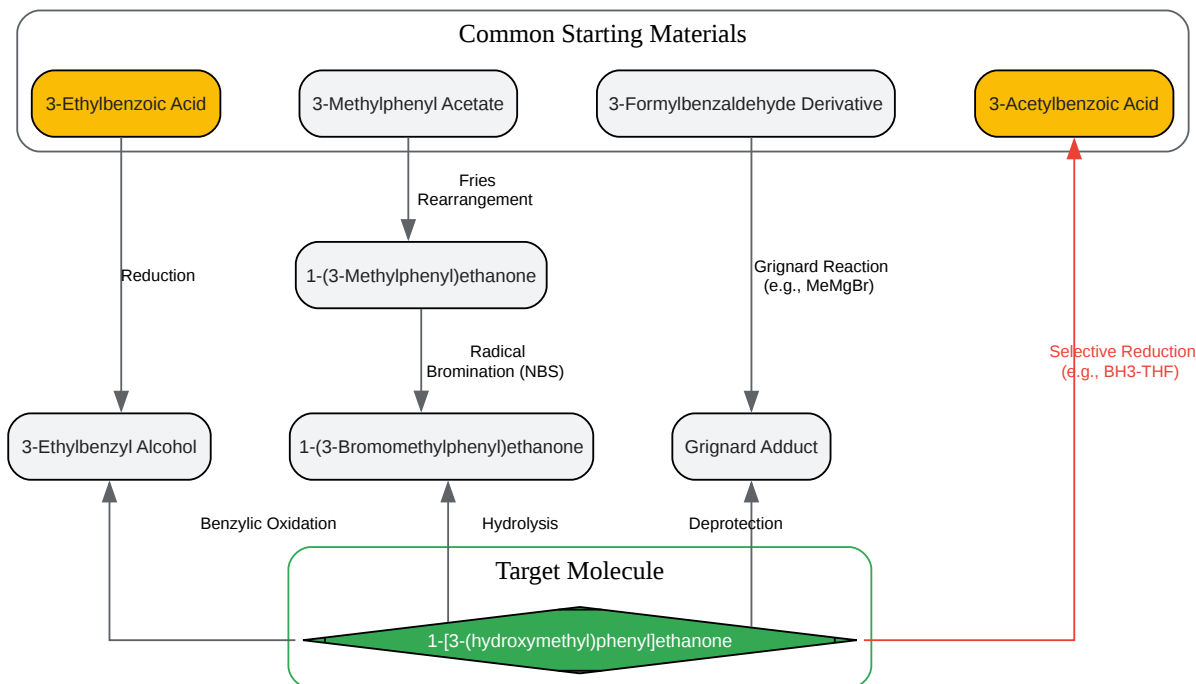 Common Starting Materials
3-Ethylbenzoic Acid
3-Methylphenyl Acetate
3-Formylbenzaldehyde Derivative
3-Acetylbenzoic Acid
Fries
Rearrangement
Reduction
1-(3-Methylphenyl)ethanone
Grignard Reaction
(e.g., MeMgBr)
Radical
Bromination (NBS)
Selective Reduction
(e.g., BH3-THF)
3-Ethylbenzyl Alcohol
1-(3-Bromomethylphenyl)ethanone
Grignard Adduct
Benzylic Oxidation
Hydrolysis
Deprotection
Target Molecule
1-[3-(hydroxymethyl)phenyl]ethanone